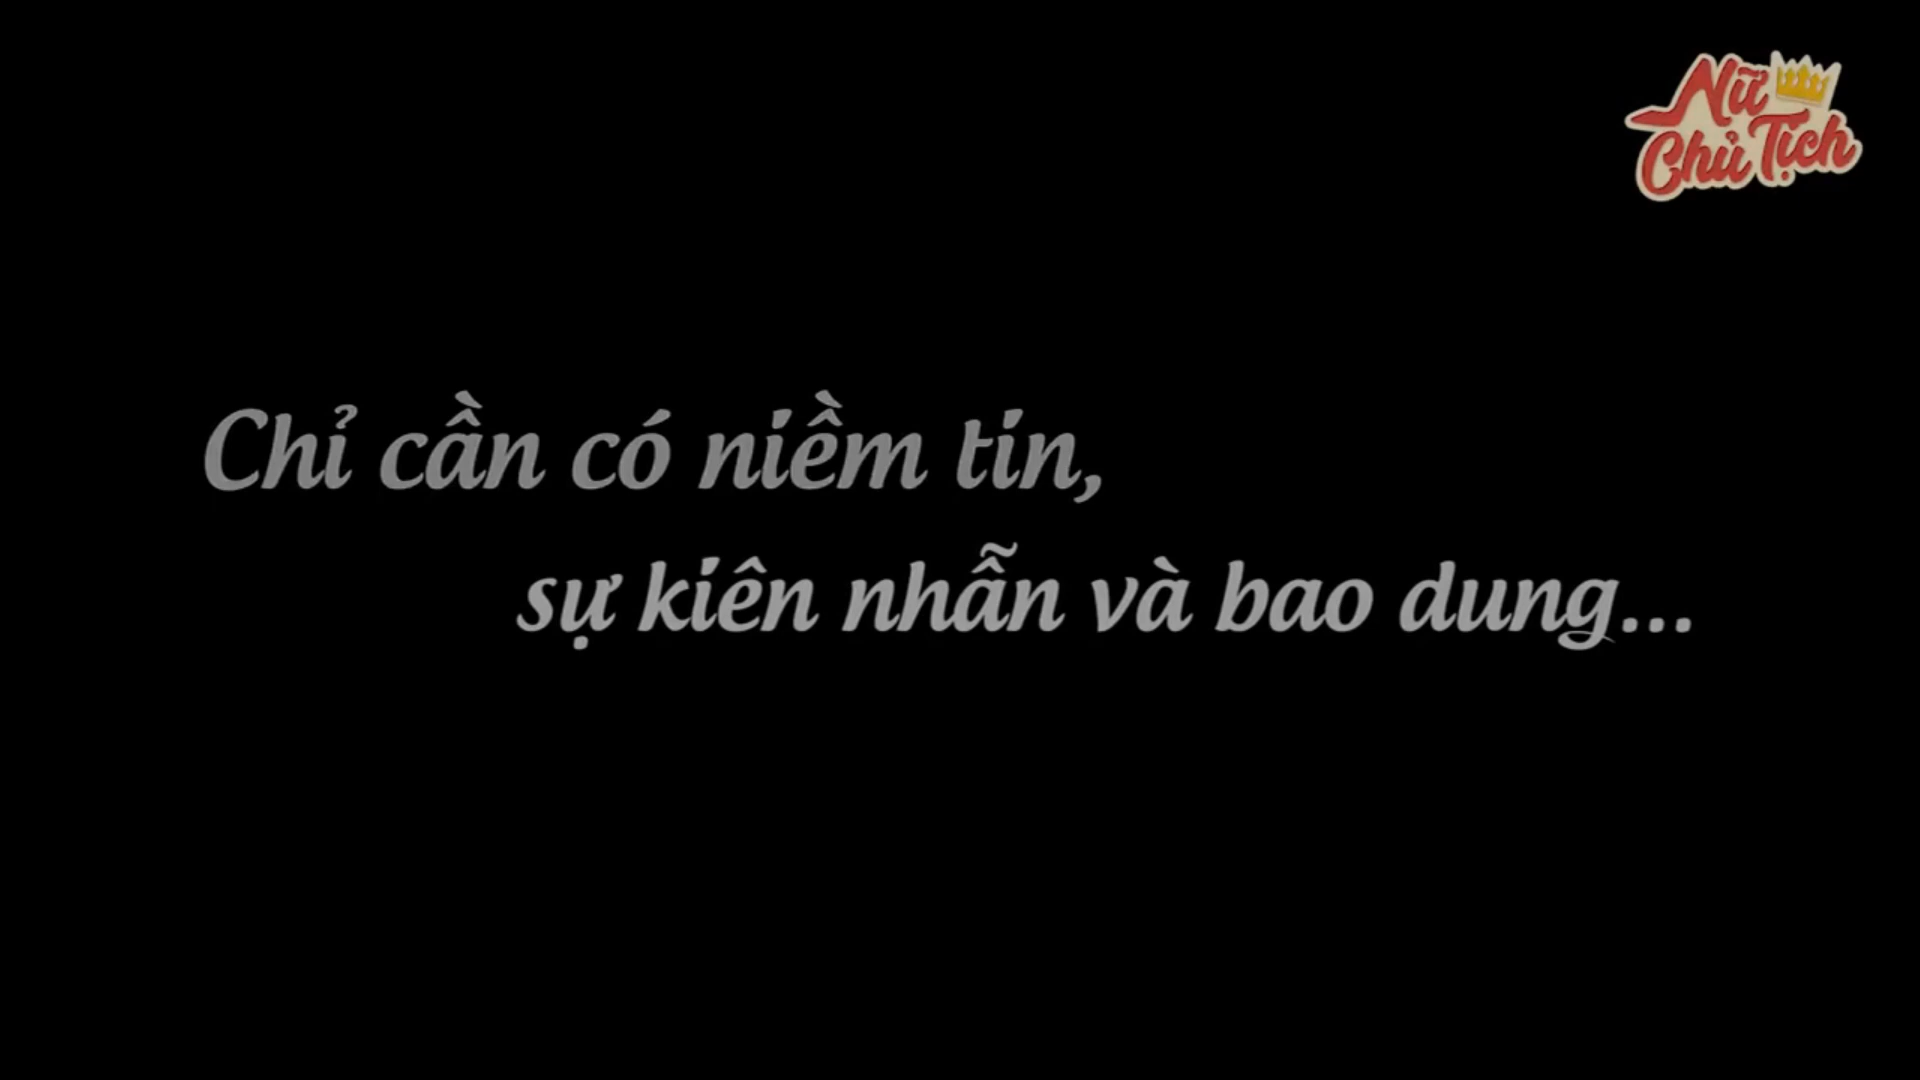 Nữ
Chủ Tịch
Chỉ cần có niềm tin,
sự kiên nhẫn và bao dung...